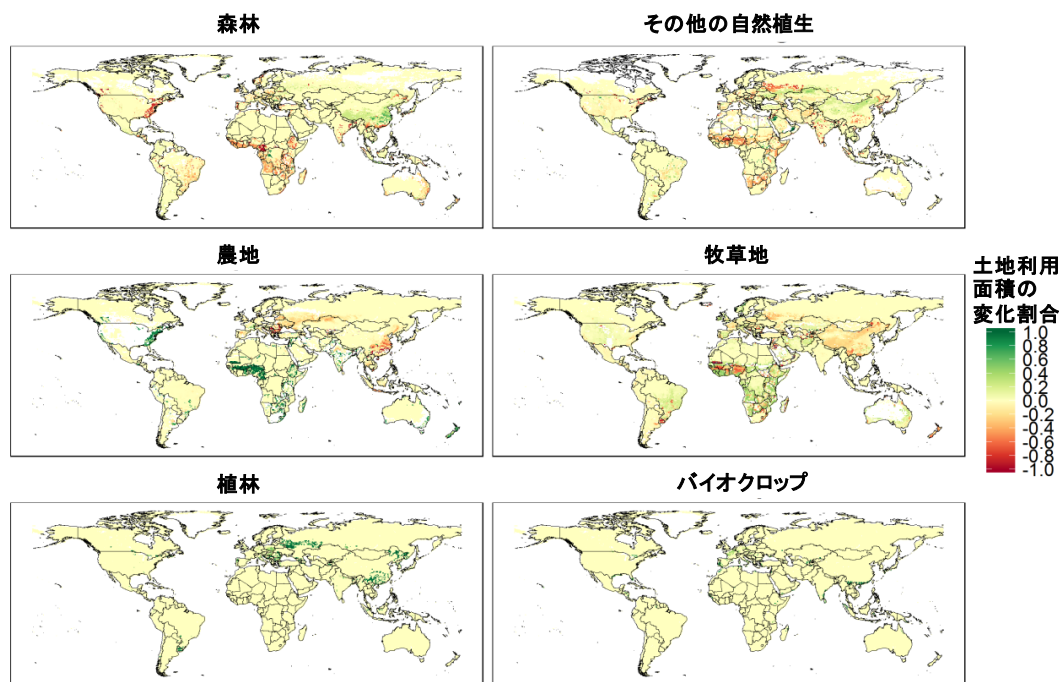 森林
その他の自然植生
農地
牧草地
土地利用
面積の
変化割合
1.0
0.8
0.6
0.4
0.2
0.0
-0.2
-0.4
-0.6
-0.8
-1.0
植林
バイオクロップ